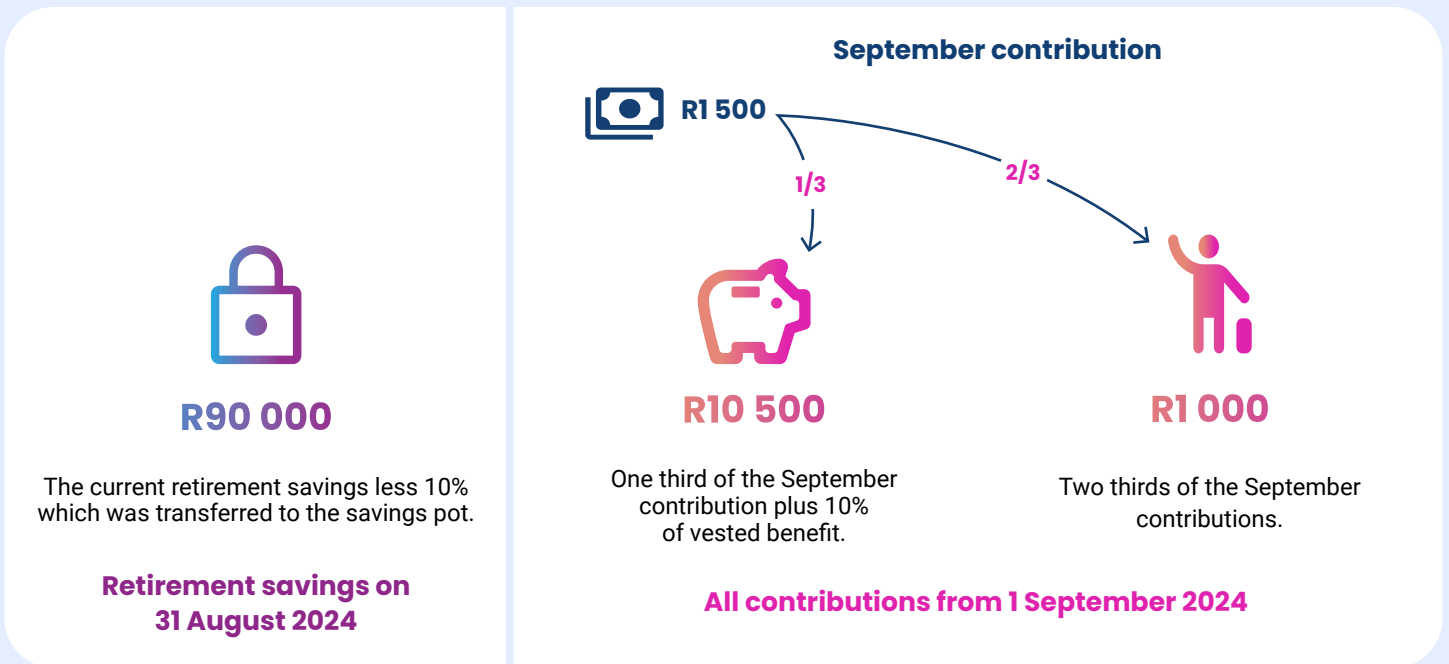 September contribution
R1 500
1/3
2/3
R90 000
The current retirement savings less 10%
which was transferred to the savings pot.
Retirement savings on
31 August 2024
R10 500
One third of the September
contribution plus 10%
of vested benefit.
R1 000
Two thirds of the September
contributions.
All contributions from 1 September 2024